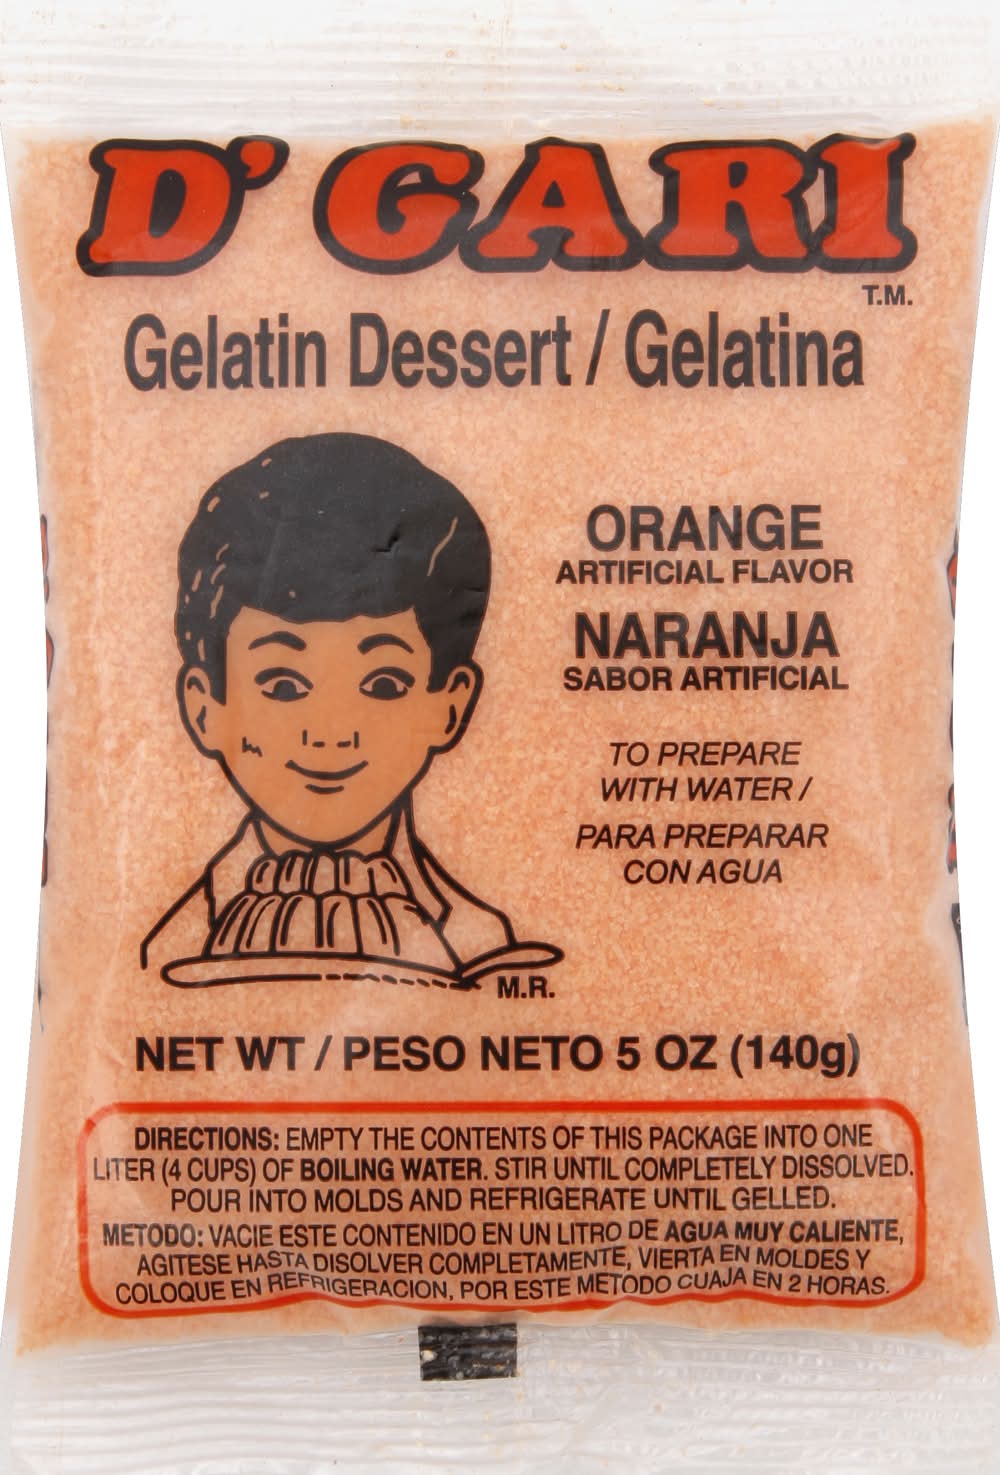 D' GARI
T.M.
Gelatin Dessert / Gelatina
ORANGE
ARTIFICIAL FLAVOR
NARANJA
SABOR ARTIFICIAL
TO PREPARE
WITH WATER /
PARA PREPARAR
CON AGUA
M.R.
NET WT / PESO NETO 5 OZ (140g)
DIRECTIONS: EMPTY THE CONTENTS OF THIS PACKAGE INTO ONE
LITER (4 CUPS) OF BOILING WATER. STIR UNTIL COMPLETELY DISSOLVED.
POUR INTO MOLDS AND REFRIGERATE UNTIL GELLED.
METODO: VACIE ESTE CONTENIDO EN UN LITRO DE AGUA MUY CALIENTE,
AGITESE HASTA DISOLVER COMPLETAMENTE, VIERTA EN MOLDES Y
COLOQUE EN REFRIGERACION, POR ESTE METODO CUAJA EN 2 HORAS.